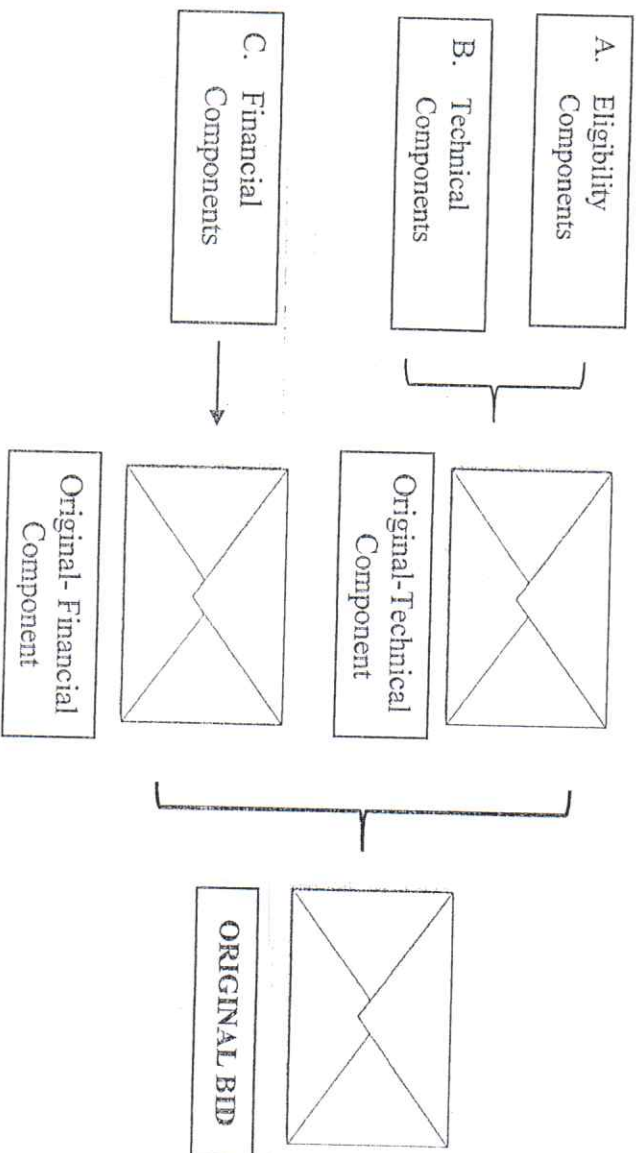 A. Eligibility
Components
B. Technical
Components
C. Financial
Components
Original-Technical
Component
Original- Financial
Component
ORIGINAL BID